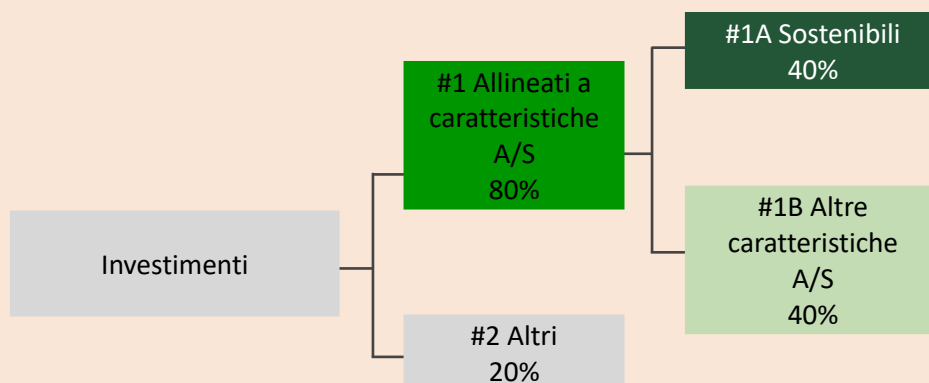 Investimenti
#1 Allineati a
caratteristiche
A/S
80%
#2 Altri
20%
#1A Sostenibili
40%
#1B Altre
caratteristiche
A/S
40%